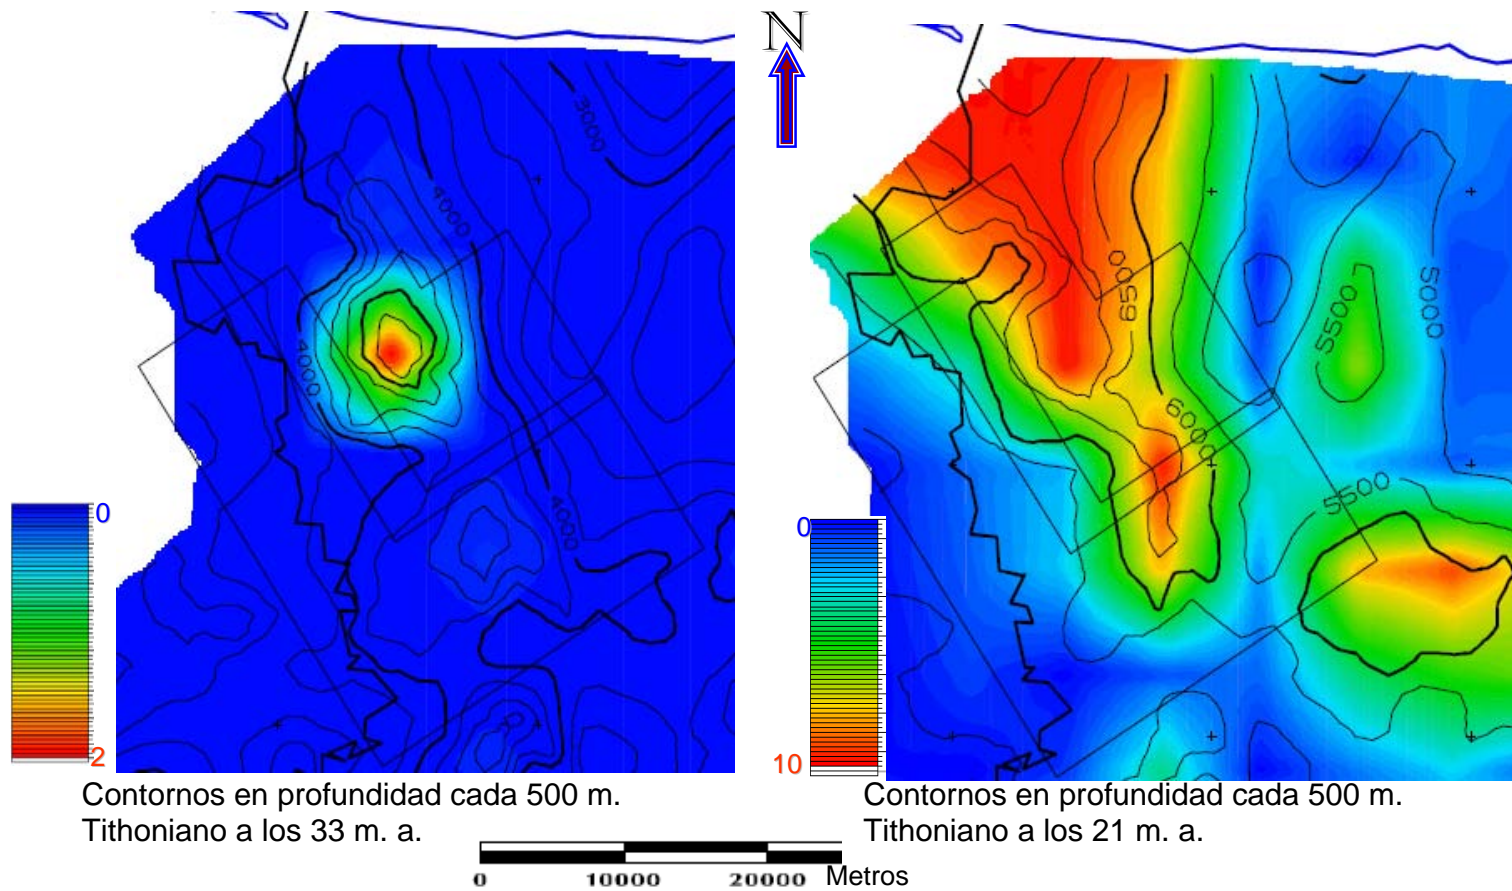 N
3000
4000
4000
4000
0
2
6500
5000
5500
6000
5500
0
10
Contornos en profundidad cada 500 m.
Tithoniano a los 33 m. a.
Contornos en profundidad cada 500 m.
Tithoniano a los 21 m. a.
0 10000 20000 Metros